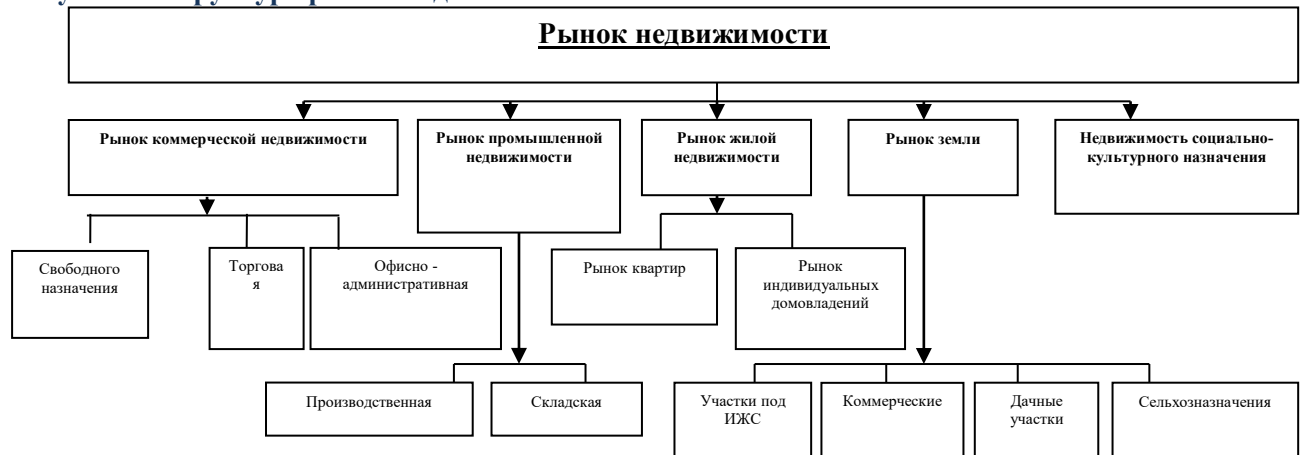 Рынок недвижимости
Рынок коммерческой недвижимости
Рынок промышленной
недвижимости
Рынок жилой
недвижимости
Рынок земли
Недвижимость социально-
культурного назначения
Свободного
назначения
Торгова
я
Офисно -
административная
Рынок квартир
Рынок
индивидуальных
домовладений
Производственная
Складская
Участки под
ИЖС
Коммерческие
Дачные
участки
Сельхозназначения